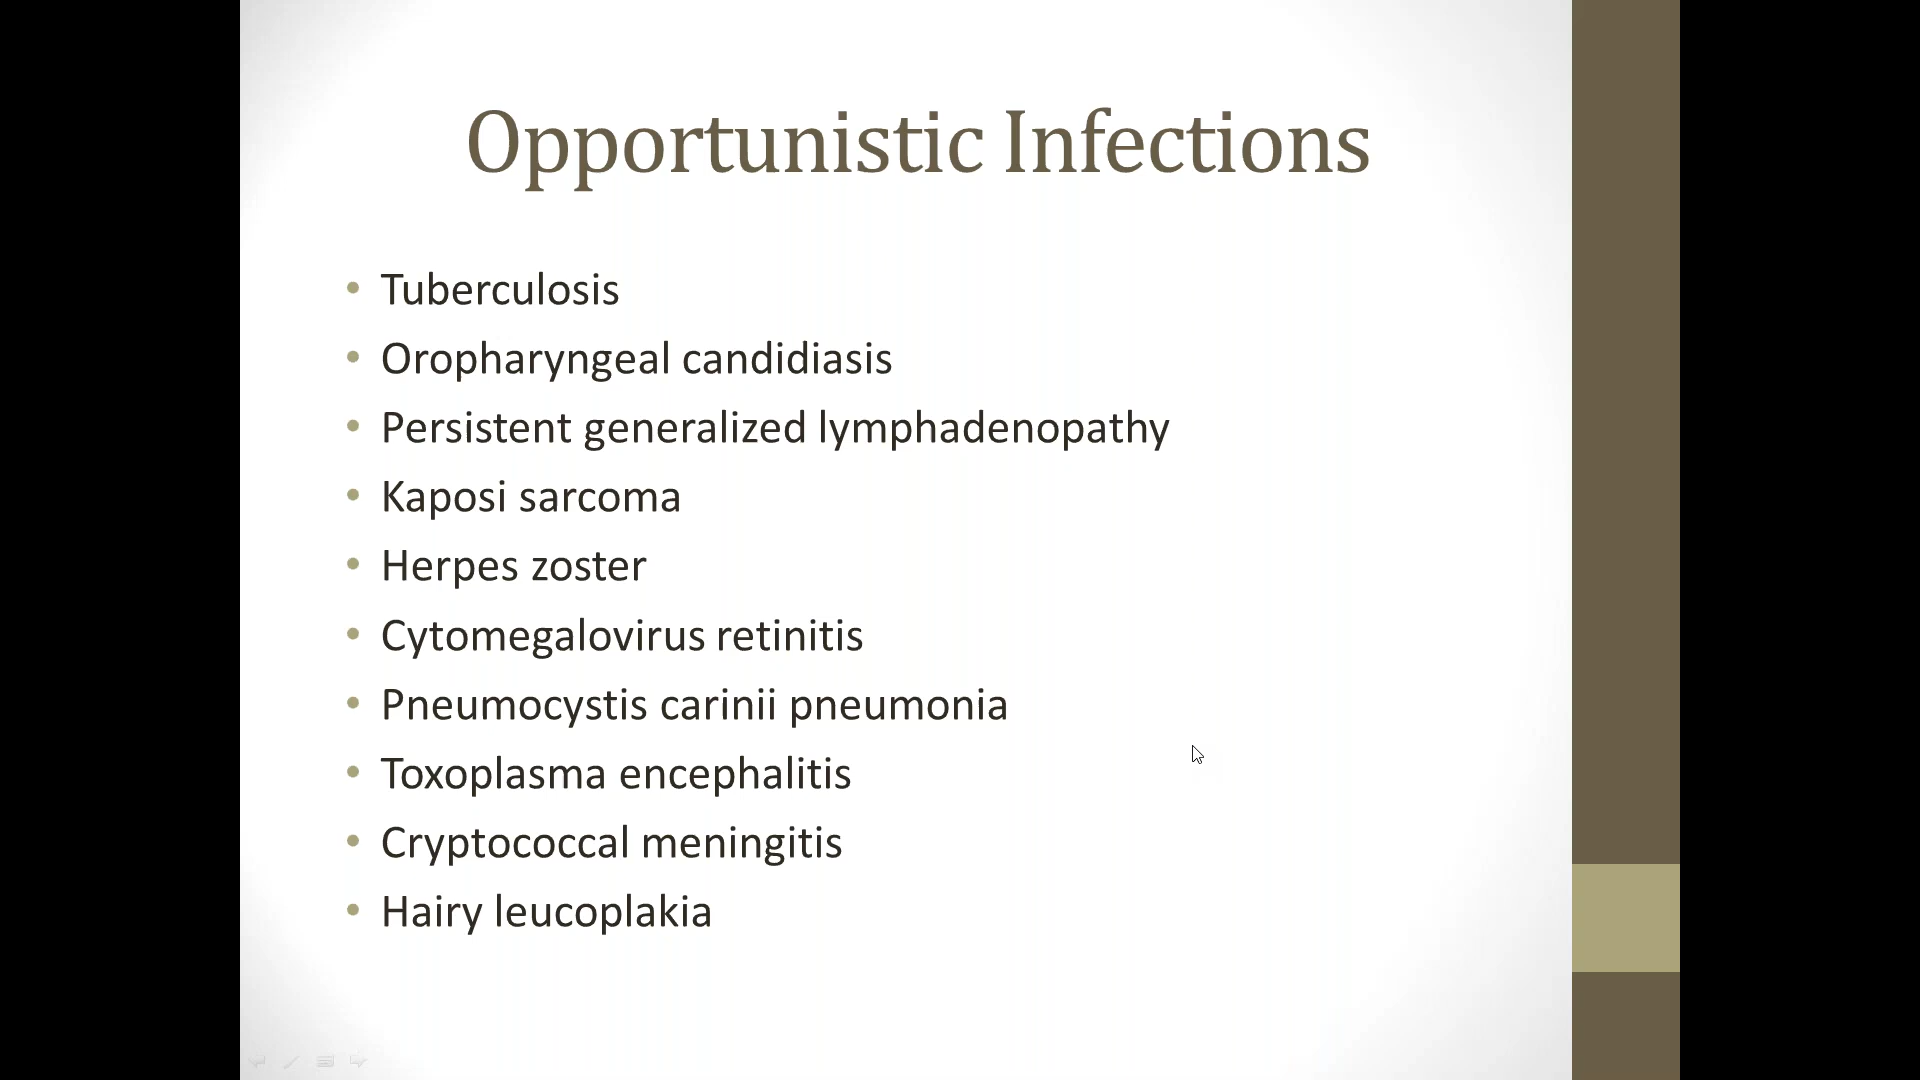 Opportunistic Infections
• Tuberculosis
• Oropharyngeal candidiasis
• Persistent generalized lymphadenopathy
• Kaposi sarcoma
• Herpes zoster
• Cytomegalovirus retinitis
• Pneumocystis carinii pneumonia
• Toxoplasma encephalitis
• Cryptococcal meningitis
• Hairy leucoplakia